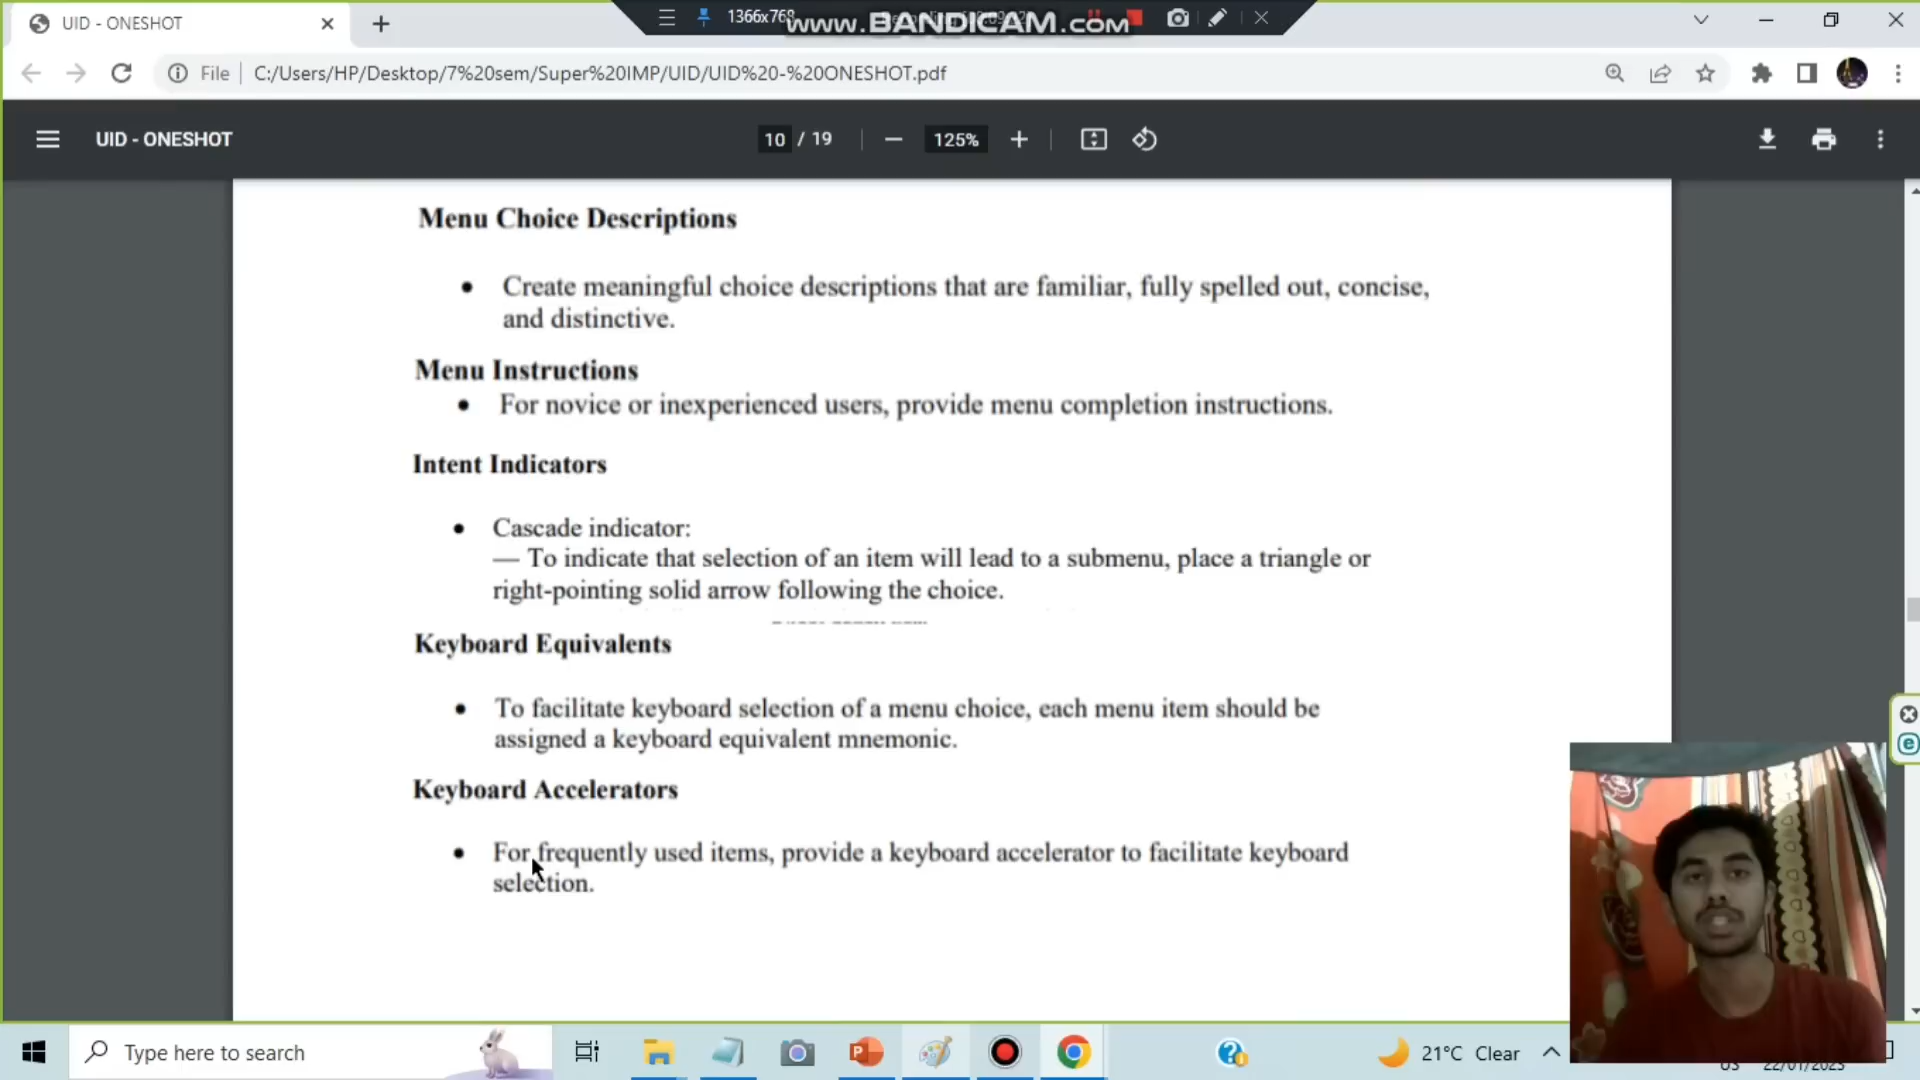 UID - ONESHOT
1366x768
www.BANDICAM.com
File
C:/Users/HP/Desktop/7%20sem/Super%20IMP/UID/UID%20-%20ONESHOT.pdf
UID - ONESHOT
10 / 19
125%
Menu Choice Descriptions
• Create meaningful choice descriptions that are familiar, fully spelled out, concise,
and distinctive.
Menu Instructions
• For novice or inexperienced users, provide menu completion instructions.
Intent Indicators
• Cascade indicator:
— To indicate that selection of an item will lead to a submenu, place a triangle or
right-pointing solid arrow following the choice.
Keyboard Equivalents
• To facilitate keyboard selection of a menu choice, each menu item should be
assigned a keyboard equivalent mnemonic.
Keyboard Accelerators
• For frequently used items, provide a keyboard accelerator to facilitate keyboard
selection.
Type here to search
21°C Clear
US 22/01/2023